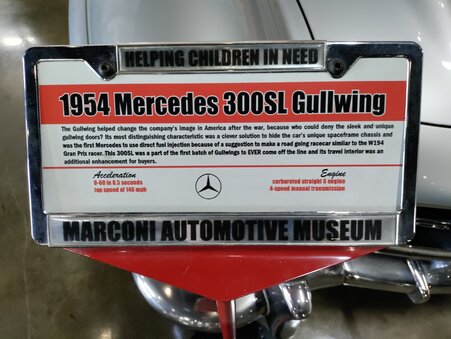 HELPING CHILDREN IN NEED
1954 Mercedes 300SL Gullwing
The Gullwing helped change the company's image in America after the war, because who could deny the sleek and unique
gullwing doors? Its most distinguishing characteristic was a clever solution to hide the car's unique spaceframe chassis and
was the first Mercedes to use direct fuel injection because of a suggestion to make a road going racecar similar to the W194
Gran Prix racer. This 300SL was a part of the first batch of Gullwings to EVER come off the line and its travel interior was an
additional enhancement for buyers.
Acceleration
0-60 in 8.5 seconds
top speed of 146 mph
Engine
carborated straight 6 engine
4-speed manual transmission
MARCONI AUTOMOTIVE MUSEUM